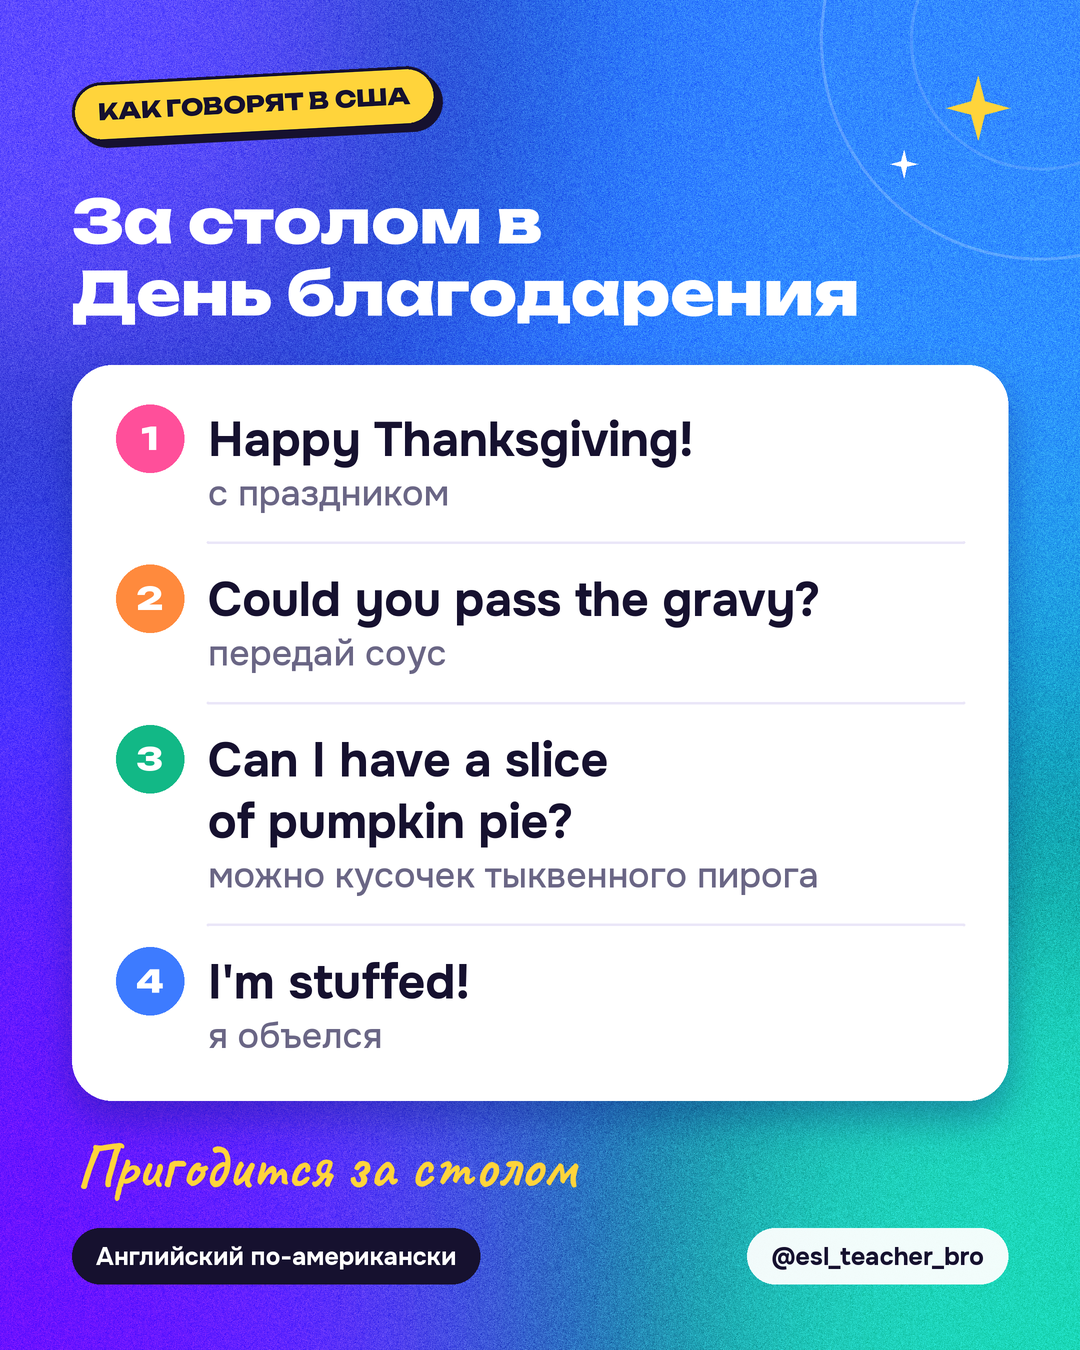 КАК ГОВОРЯТ В США
За столом в
День благодарения
1
Happy Thanksgiving!
с праздником
2
Could you pass the gravy?
передай соус
3
Can I have a slice
of pumpkin pie?
можно кусочек тыквенного пирога
4
I'm stuffed!
я объелся
Пригодится за столом
Английский по-американски
@esl_teacher_bro